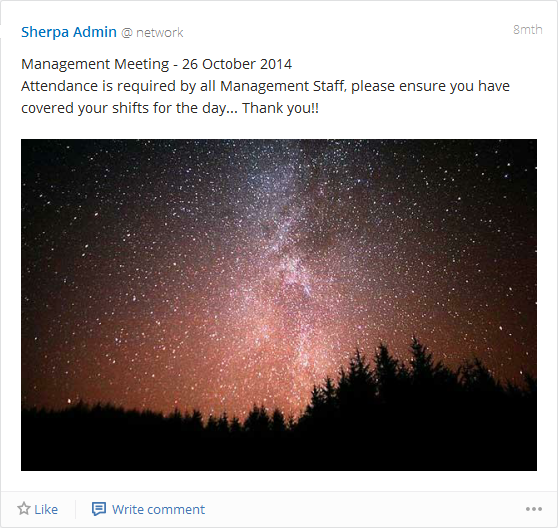 Sherpa Admin @ network 8mth
Management Meeting - 26 October 2014
Attendance is required by all Management Staff, please ensure you have
covered your shifts for the day... Thank you!!
Like Write comment